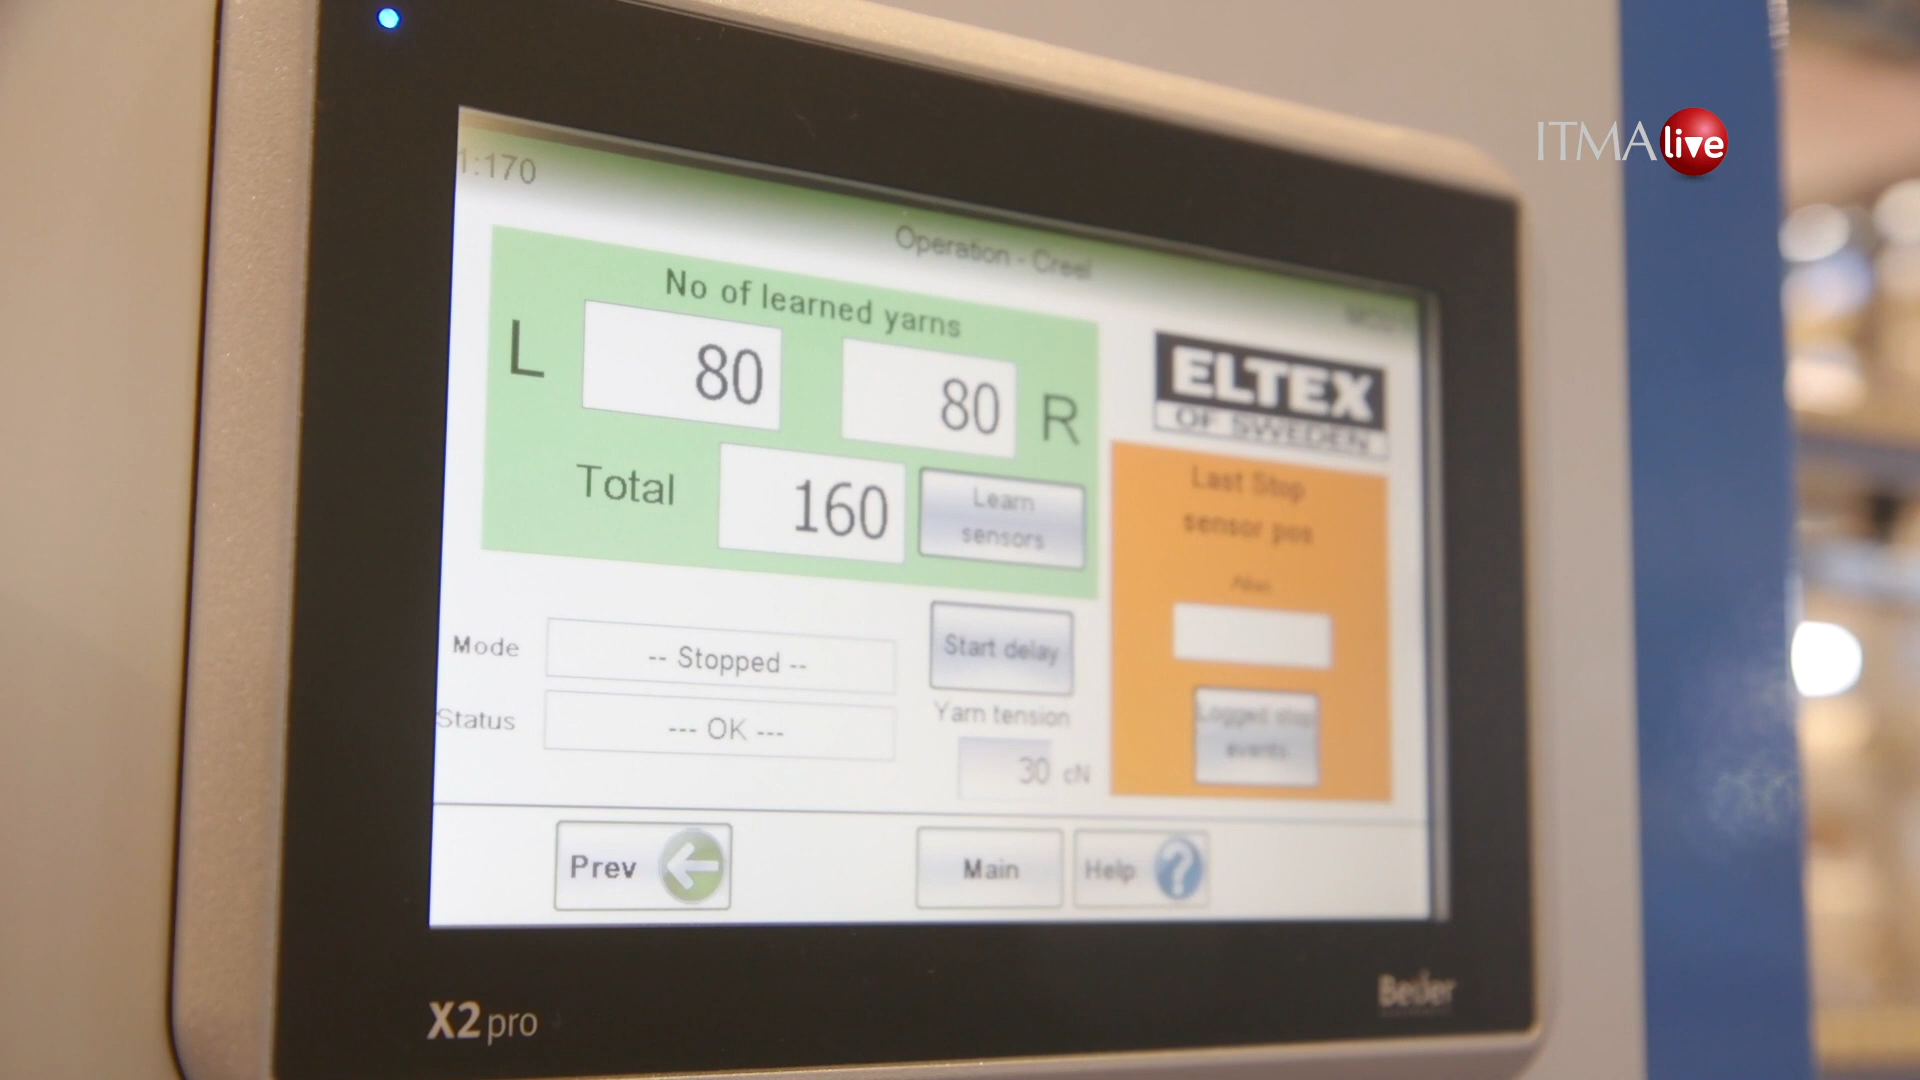 ITMA live
1:170
Operation - Creel
No of learned yarns
L 80 80 R
Total 160
Learn
sensors
ELTEX
OF SWEDEN
Last Stop
sensor pos
Mode -- Stopped --
Start delay
Status --- OK ---
Yarn tension
30 cN
Logged stop
events
Prev
Main
Help ?
X2 pro